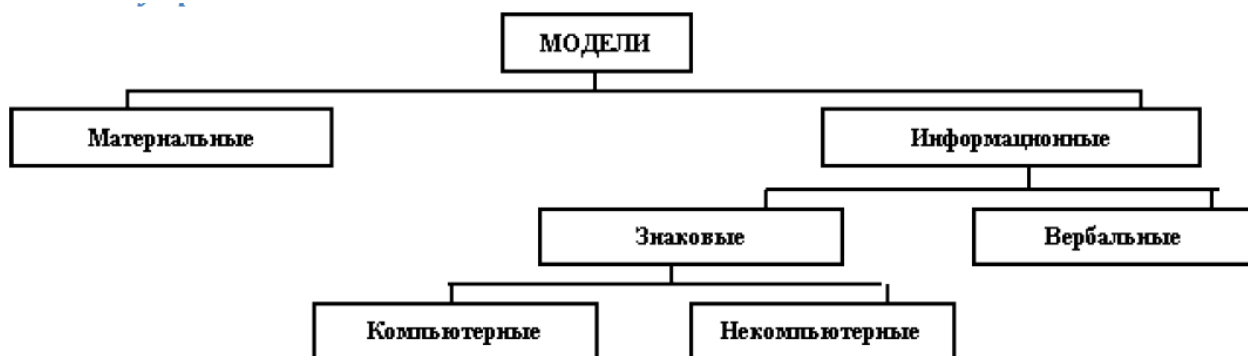 МОДЕЛИ
Материальные
Информационные
Знаковые
Вербальные
Компьютерные
Некомпьютерные